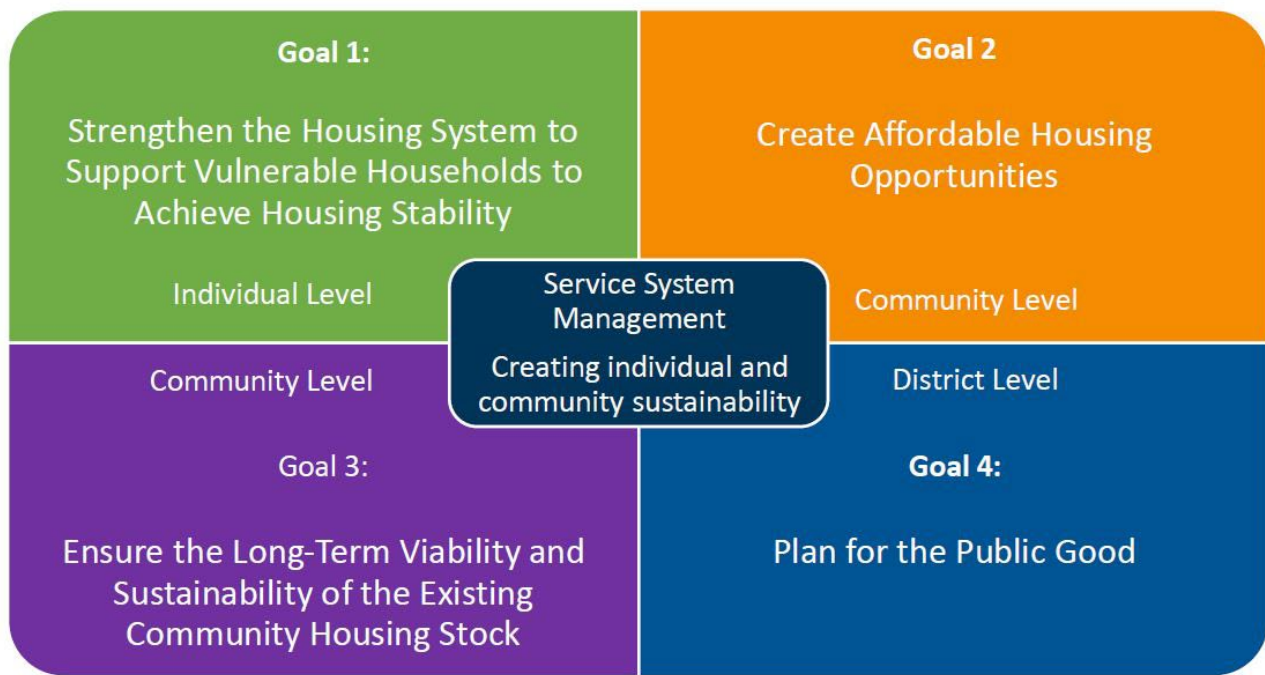 Goal 1:
Strengthen the Housing System to
Support Vulnerable Households to
Achieve Housing Stability
Individual Level
Goal 2
Create Affordable Housing
Opportunities
Community Level
Service System
Management
Creating individual and
community sustainability
Community Level
Goal 3:
Ensure the Long-Term Viability and
Sustainability of the Existing
Community Housing Stock
District Level
Goal 4:
Plan for the Public Good